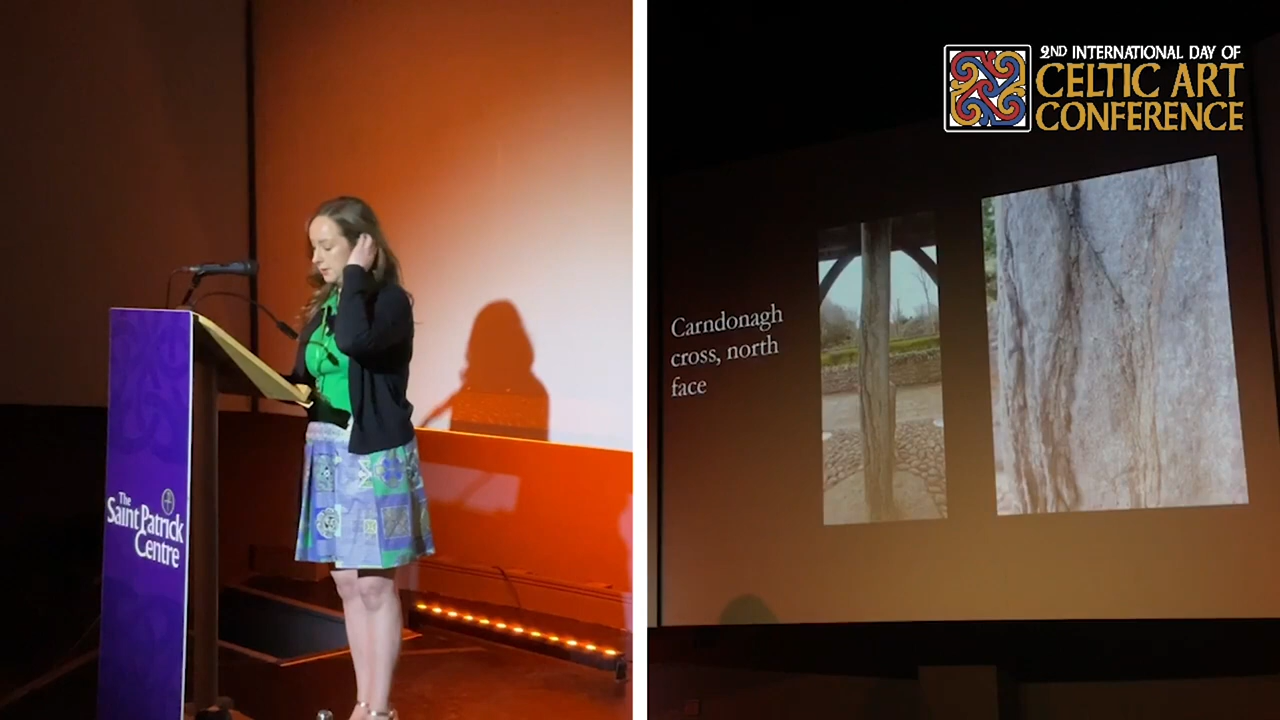 The
Saint Patrick
Centre
2ND INTERNATIONAL DAY OF
CELTIC ART
CONFERENCE
Carndonagh
cross, north
face